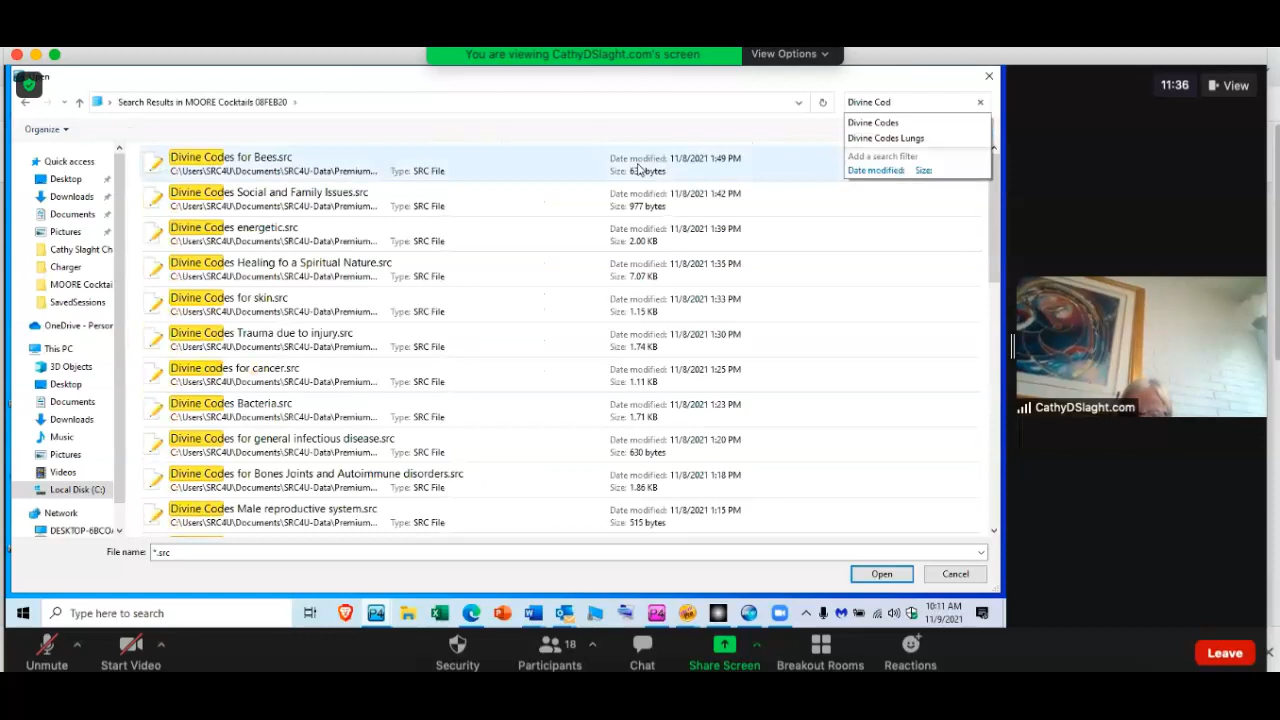 You are viewing CathyDSlaght.com's screen
View Options
Open
11:36
View
Search Results in MOORE Cocktails 08FEB20
Divine Cod
Organize
Divine Codes
Divine Codes Lungs
Add a search filter
Date modified: Size:
Quick access
Desktop
Downloads
Documents
Pictures
Cathy Slaght Ch
Charger
MOORE Cocktai
SavedSessions
OneDrive - Person
This PC
3D Objects
Desktop
Documents
Downloads
Music
Pictures
Videos
Local Disk (C:)
Network
Divine Codes for Bees.src
Date modified: 11/8/2021 1:49 PM
C:\Users\SRC4U\Documents\SRC4U-Data\Premium... Type: SRC File
Size: bytes
Divine Codes Social and Family Issues.src
Date modified: 11/8/2021 1:42 PM
C:\Users\SRC4U\Documents\SRC4U-Data\Premium... Type: SRC File
Size: 977 bytes
Divine Codes energetic.src
Date modified: 11/8/2021 1:39 PM
C:\Users\SRC4U\Documents\SRC4U-Data\Premium... Type: SRC File
Size: 2.00 KB
Divine Codes Healing fo a Spiritual Nature.src
Date modified: 11/8/2021 1:35 PM
C:\Users\SRC4U\Documents\SRC4U-Data\Premium... Type: SRC File
Size: 7.07 KB
Divine Codes for skin.src
Date modified: 11/8/2021 1:33 PM
C:\Users\SRC4U\Documents\SRC4U-Data\Premium... Type: SRC File
Size: 1.15 KB
Divine Codes Trauma due to injury.src
Date modified: 11/8/2021 1:30 PM
C:\Users\SRC4U\Documents\SRC4U-Data\Premium... Type: SRC File
Size: 1.74 KB
Divine codes for cancer.src
Date modified: 11/8/2021 1:25 PM
C:\Users\SRC4U\Documents\SRC4U-Data\Premium... Type: SRC File
Size: 1.11 KB
Divine Codes Bacteria.src
Date modified: 11/8/2021 1:23 PM
C:\Users\SRC4U\Documents\SRC4U-Data\Premium... Type: SRC File
Size: 1.71 KB
Divine Codes for general infectious disease.src
Date modified: 11/8/2021 1:20 PM
C:\Users\SRC4U\Documents\SRC4U-Data\Premium... Type: SRC File
Size: 630 bytes
Divine Codes for Bones Joints and Autoimmune disorders.src
Date modified: 11/8/2021 1:18 PM
C:\Users\SRC4U\Documents\SRC4U-Data\Premium... Type: SRC File
Size: 1.86 KB
Divine Codes Male reproductive system.src
Date modified: 11/8/2021 1:15 PM
C:\Users\SRC4U\Documents\SRC4U-Data\Premium... Type: SRC File
Size: 515 bytes
CathyDSlaght.com
File name: *.src
Open
Cancel
Type here to search
10:11 AM
11/9/2021
Unmute
Start Video
Security
Participants 18
Chat
Share Screen
Breakout Rooms
Reactions
Leave